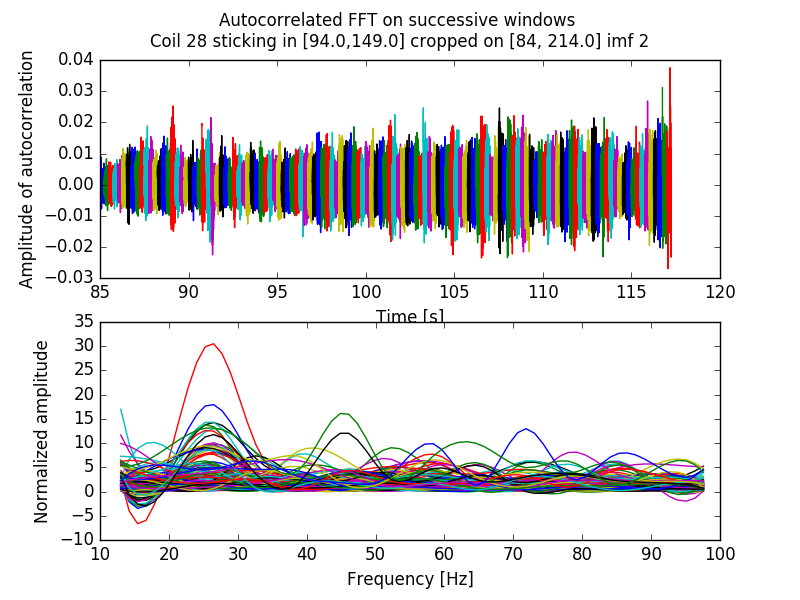 Autocorrelated FFT on successive windows
Coil 28 sticking in [94.0,149.0] cropped on [84, 214.0] imf 2
Amplitude of autocorrelation
0.04
0.03
0.02
0.01
0.00
−0.01
−0.02
−0.03
85 90 95 100 105 110 115 120
Time [s]
Normalized amplitude
35
30
25
20
15
10
5
0
−5
−10
10 20 30 40 50 60 70 80 90 100
Frequency [Hz]